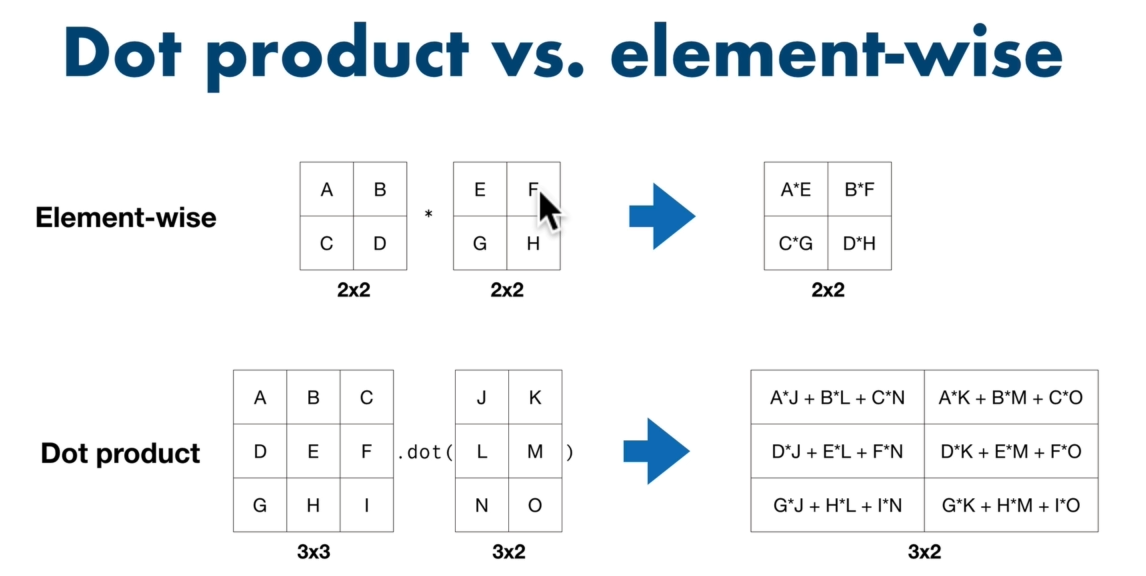 Dot product vs. element-wise
Element-wise
A B
C D
2x2
*
E F
G H
2x2
A*E B*F
C*G D*H
2x2
Dot product
A B C
D E F
G H I
3x3
.dot(
J K
L M
N O
)
3x2
A*J + B*L + C*N A*K + B*M + C*O
D*J + E*L + F*N D*K + E*M + F*O
G*J + H*L + I*N G*K + H*M + I*O
3x2